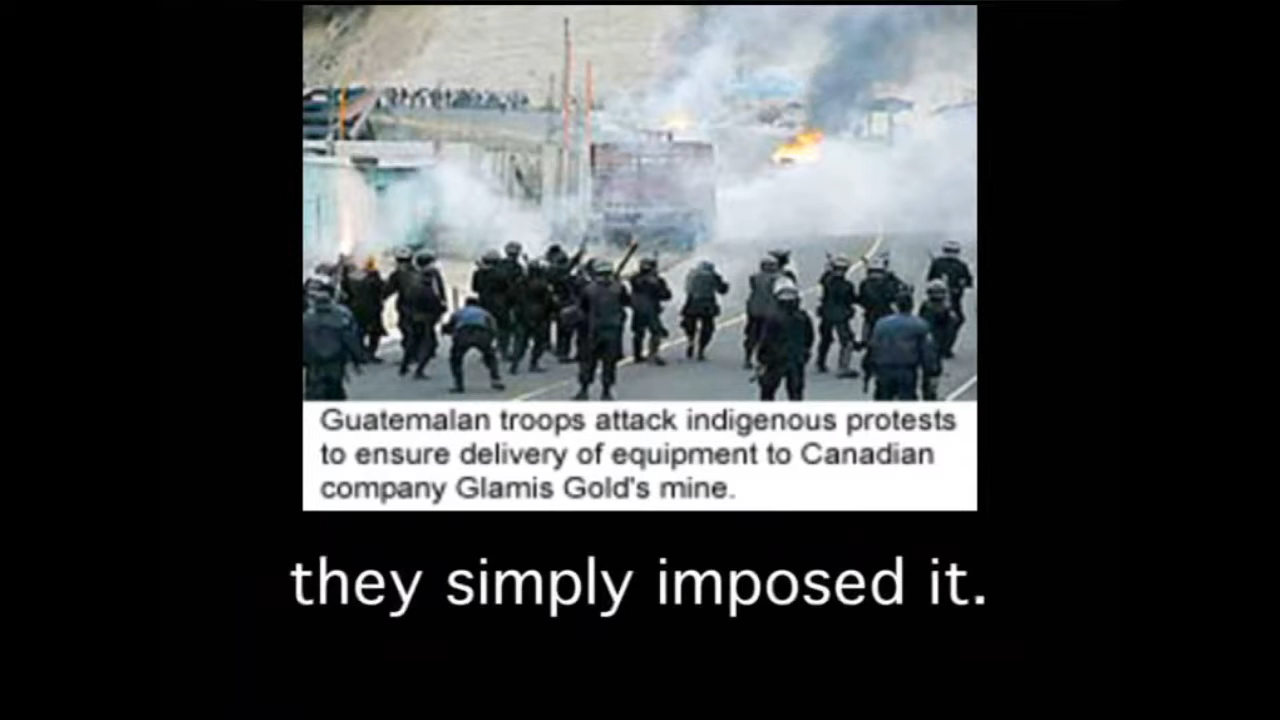 Guatemalan troops attack indigenous protests
to ensure delivery of equipment to Canadian
company Glamis Gold's mine.
they simply imposed it.